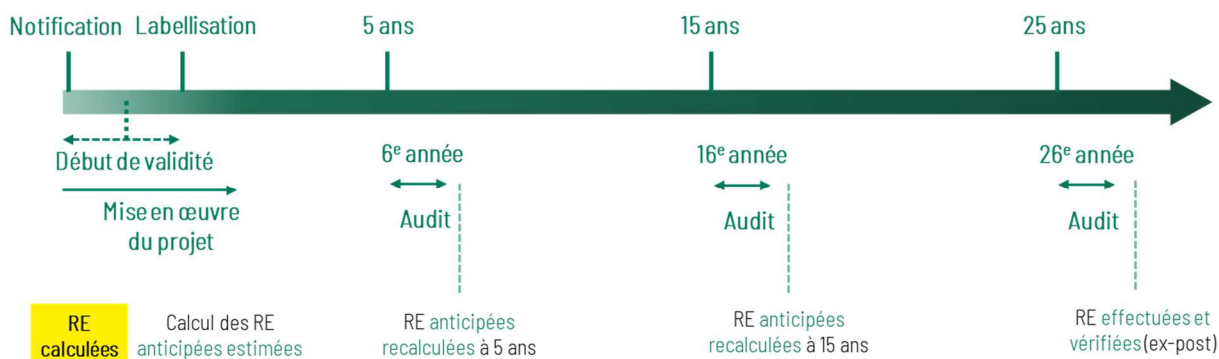 Notification Labellisation 5 ans 15 ans 25 ans
Début de validité
Mise en œuvre
du projet
6e année 16e année 26e année
Audit Audit Audit
RE
calculées
Calcul des RE
anticipées estimées
RE anticipées
recalculées à 5 ans
RE anticipées
recalculées à 15 ans
RE effectuées et
vérifiées (ex-post)